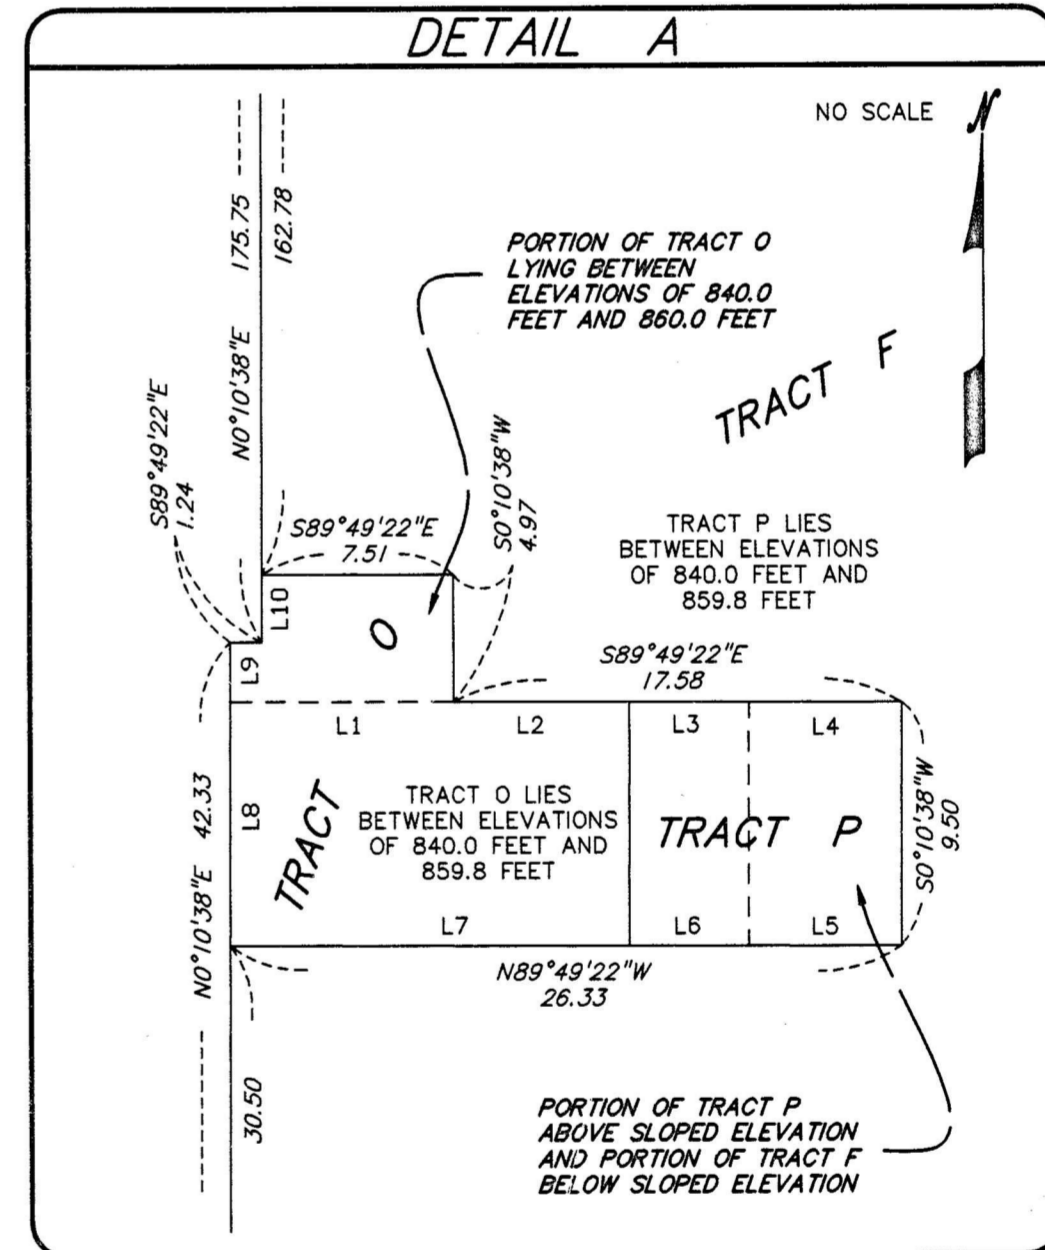 DETAIL A
NO SCALE
N
175.75
162.78
N0°10'38"E
PORTION OF TRACT O
LYING BETWEEN
ELEVATIONS OF 840.0
FEET AND 860.0 FEET
TRACT F
S89°49'22"E
1.24
S89°49'22"E
7.51
S0°10'38"W
4.97
TRACT P LIES
BETWEEN ELEVATIONS
OF 840.0 FEET AND
859.8 FEET
L10
O
L9
S89°49'22"E
17.58
L1
L2
L3
L4
L8
TRACT
TRACT O LIES
BETWEEN ELEVATIONS
OF 840.0 FEET AND
859.8 FEET
TRACT P
S0°10'38"W
9.50
N0°10'38"E 42.33
L7
L6
L5
N89°49'22"W
26.33
30.50
PORTION OF TRACT P
ABOVE SLOPED ELEVATION
AND PORTION OF TRACT F
BELOW SLOPED ELEVATION